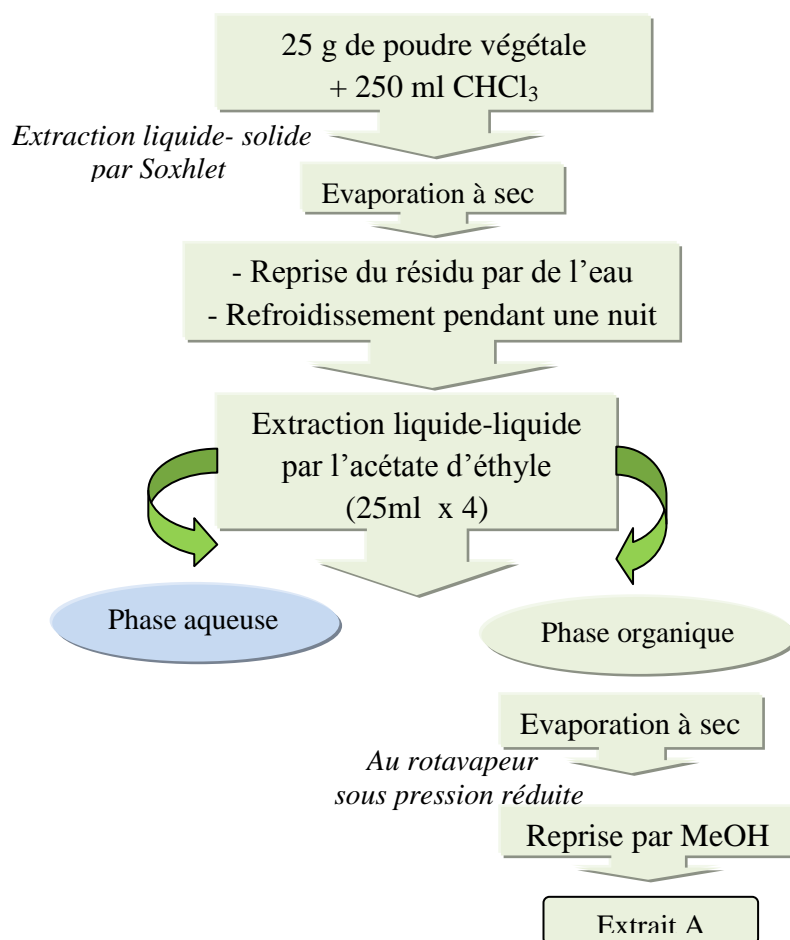 25 g de poudre végétale
+ 250 ml CHCl₃
Extraction liquide- solide
par Soxhlet
Evaporation à sec
- Reprise du résidu par de l’eau
- Refroidissement pendant une nuit
Extraction liquide-liquide
par l’acétate d’éthyle
(25ml x 4)
Phase aqueuse
Phase organique
Evaporation à sec
Au rotavapeur
sous pression réduite
Reprise par MeOH
Extrait A